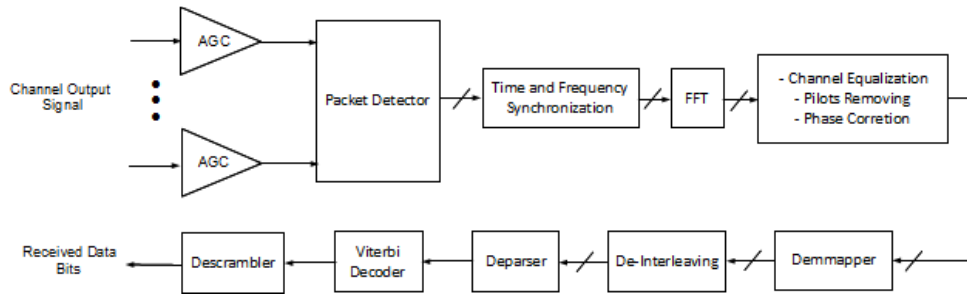 AGC
Channel Output
Signal
Packet Detector
Time and Frequency
Synchronization
FFT
- Channel Equalization
- Pilots Removing
- Phase Corretion
AGC
Received Data
Bits
Descrambler
Viterbi
Decoder
Deparser
De-Interleaving
Demmapper